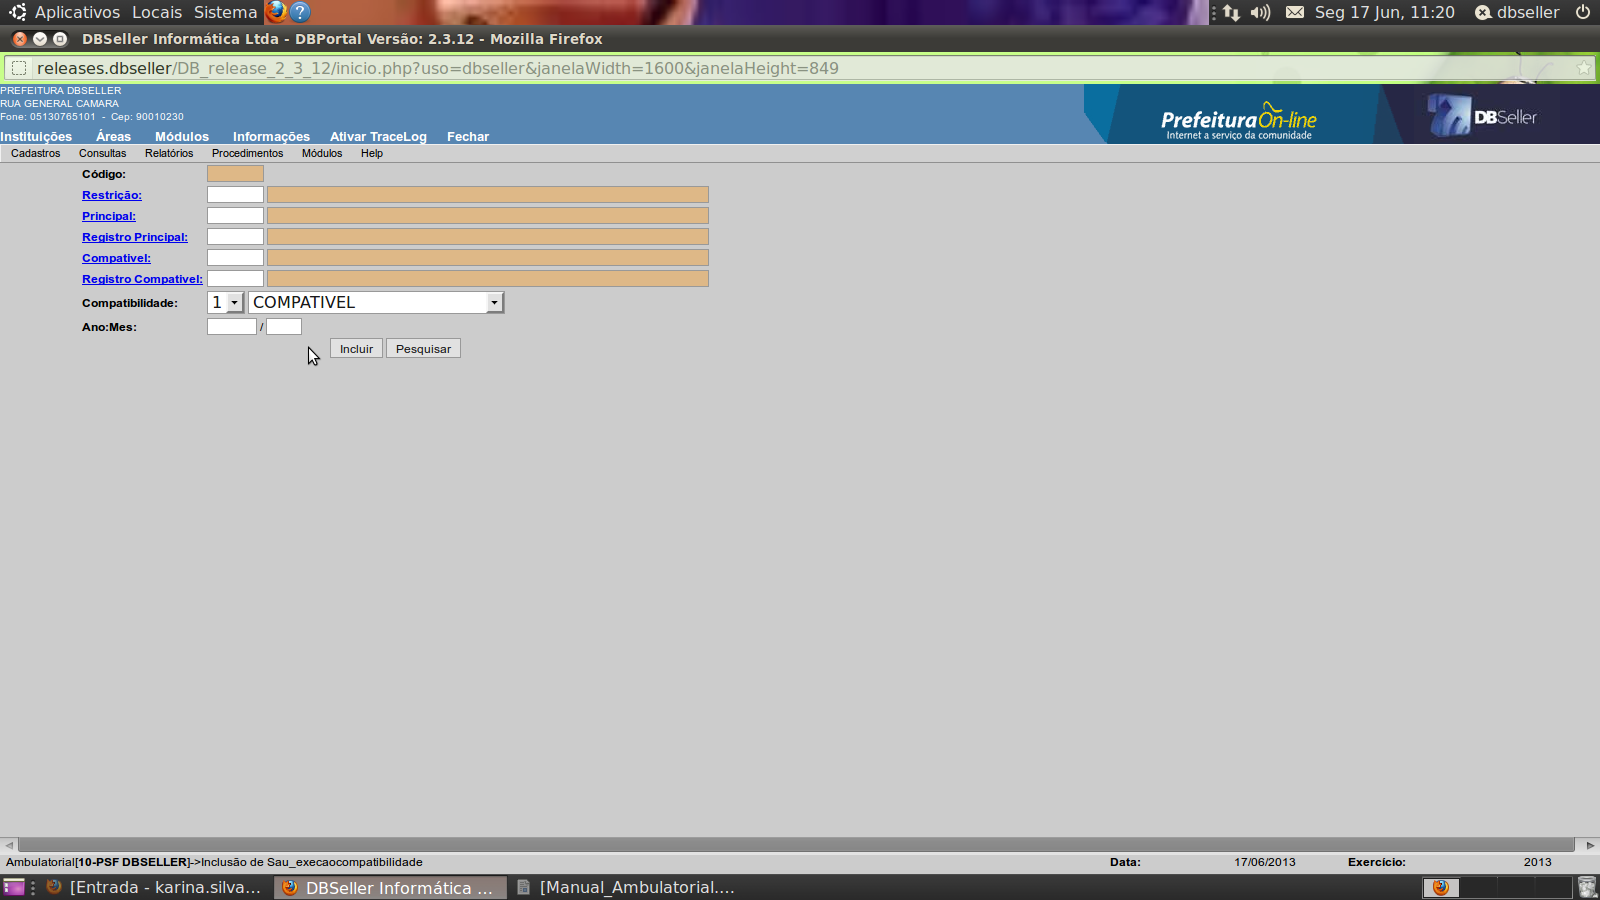 Aplicativos Locais Sistema ? Seg 17 Jun, 11:20 dbseller
DBSeller Informática Ltda - DBPortal Versão: 2.3.12 - Mozilla Firefox
releases.dbseller/DB_release_2_3_12/inicio.php?uso=dbseller&janelaWidth=1600&janelaHeight=849
PREFEITURA DBSELLER
RUA GENERAL CAMARA
Fone: 05130765101 - Cep: 90010230
Prefeitura On-line
Internet a serviço da comunidade
DBSeller
Instituições Áreas Módulos Informações Ativar TraceLog Fechar
Cadastros Consultas Relatórios Procedimentos Módulos Help
Código:
Restrição:
Principal:
Registro Principal:
Compativel:
Registro Compativel:
Compatibilidade: 1 COMPATIVEL
Ano:Mes: /
Incluir Pesquisar
Ambulatorial[10-PSF DBSELLER]->Inclusão de Sau_execaocompatibilidade Data: 17/06/2013 Exercício: 2013
[Entrada - karina.silva... DBSeller Informática ... [Manual_Ambulatorial....